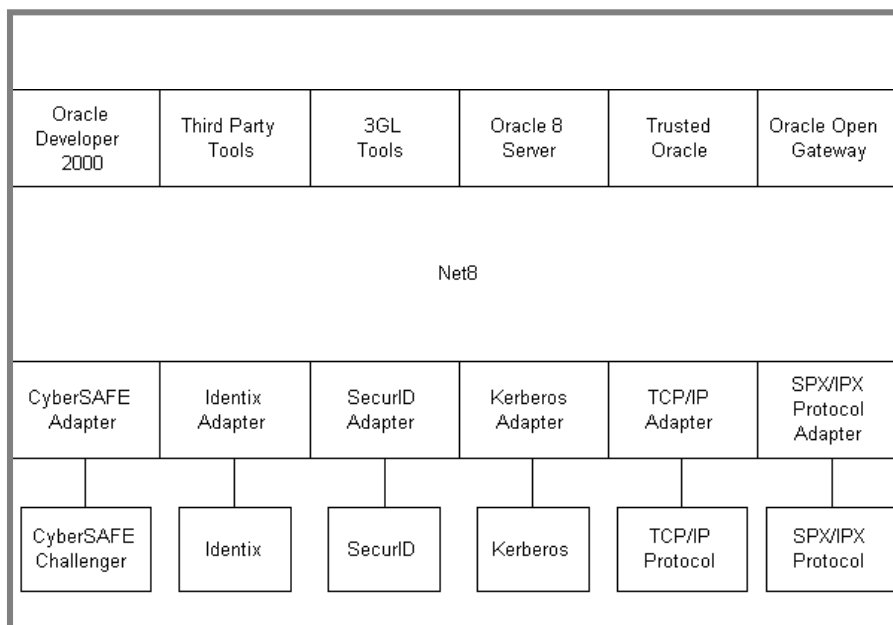 Oracle
Developer
2000
Third Party
Tools
3GL
Tools
Oracle 8
Server
Trusted
Oracle
Oracle Open
Gateway
Net8
CyberSAFE
Adapter
Identix
Adapter
SecurID
Adapter
Kerberos
Adapter
TCP/IP
Adapter
SPX/IPX
Protocol
Adapter
CyberSAFE
Challenger
Identix
SecurID
Kerberos
TCP/IP
Protocol
SPX/IPX
Protocol